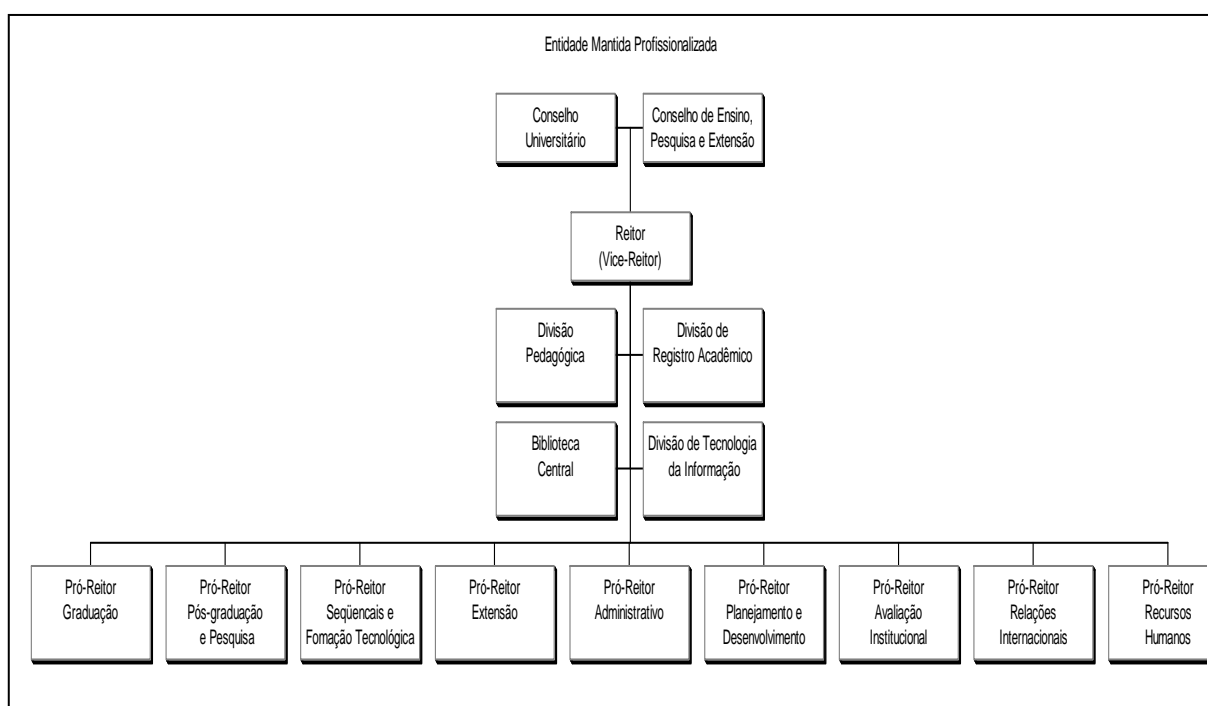 Entidade Mantida Profissionalizada
Conselho
Universitário
Conselho de Ensino,
Pesquisa e Extensão
Reitor
(Vice-Reitor)
Divisão
Pedagógica
Divisão de
Registro Acadêmico
Biblioteca
Central
Divisão de Tecnologia
da Informação
Pró-Reitor
Graduação
Pró-Reitor
Pós-graduação
e Pesquisa
Pró-Reitor
Seqüencais e
Fomação Tecnológica
Pró-Reitor
Extensão
Pró-Reitor
Administrativo
Pró-Reitor
Planejamento e
Desenvolvimento
Pró-Reitor
Avaliação
Institucional
Pró-Reitor
Relações
Internacionais
Pró-Reitor
Recursos
Humanos